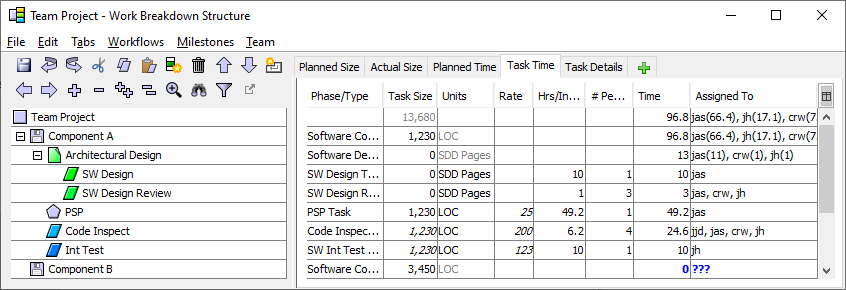 Team Project - Work Breakdown Structure
File Edit Tabs Workflows Milestones Team
Planned Size Actual Size Planned Time Task Time Task Details
Phase/Type Task Size Units Rate Hrs/In... # Pe... Time Assigned To
Team Project 13,680 96.8 jas(66.4), jh(17.1), crw(7
Component A Software Co... 1,230 LOC 96.8 jas(66.4), jh(17.1), crw(7
Architectural Design Software De... 0 SDD Pages 13 jas(11), crw(1), jh(1)
SW Design SW Design T... 0 SDD Pages 10 1 10 jas
SW Design Review SW Design R... 0 SDD Pages 1 3 3 jas, crw, jh
PSP PSP Task 1,230 LOC 25 49.2 1 49.2 jas
Code Inspect Code Inspec... 1,230 LOC 200 6.2 4 24.6 jjd, jas, crw, jh
Int Test SW Int Test ... 1,230 LOC 123 10 1 10 jh
Component B Software Co... 3,450 LOC 0 ???